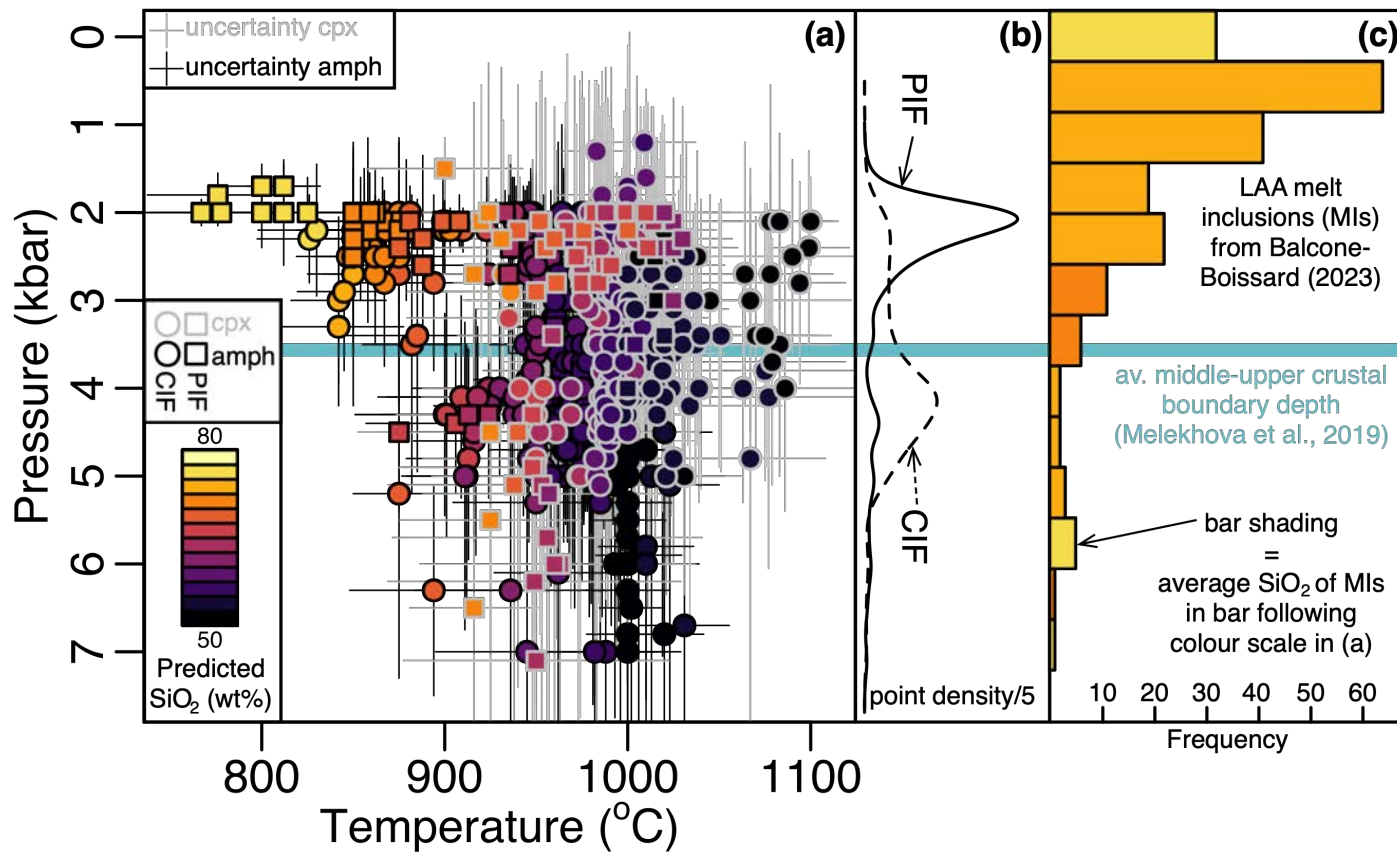 uncertainty cpx
uncertainty amph
(a)
(b)
(c)
0
1
2
3
4
5
6
7
Pressure (kbar)
cpx
amph
CIF
PIF
80
50
Predicted
SiO2 (wt%)
800
900
1000
1100
Temperature (°C)
PIF
CIF
point density/5
LAA melt
inclusions (MIs)
from Balcone-
Boissard (2023)
av. middle-upper crustal
boundary depth
(Melekhova et al., 2019)
bar shading
=
average SiO2 of MIs
in bar following
colour scale in (a)
10 20 30 40 50 60
Frequency